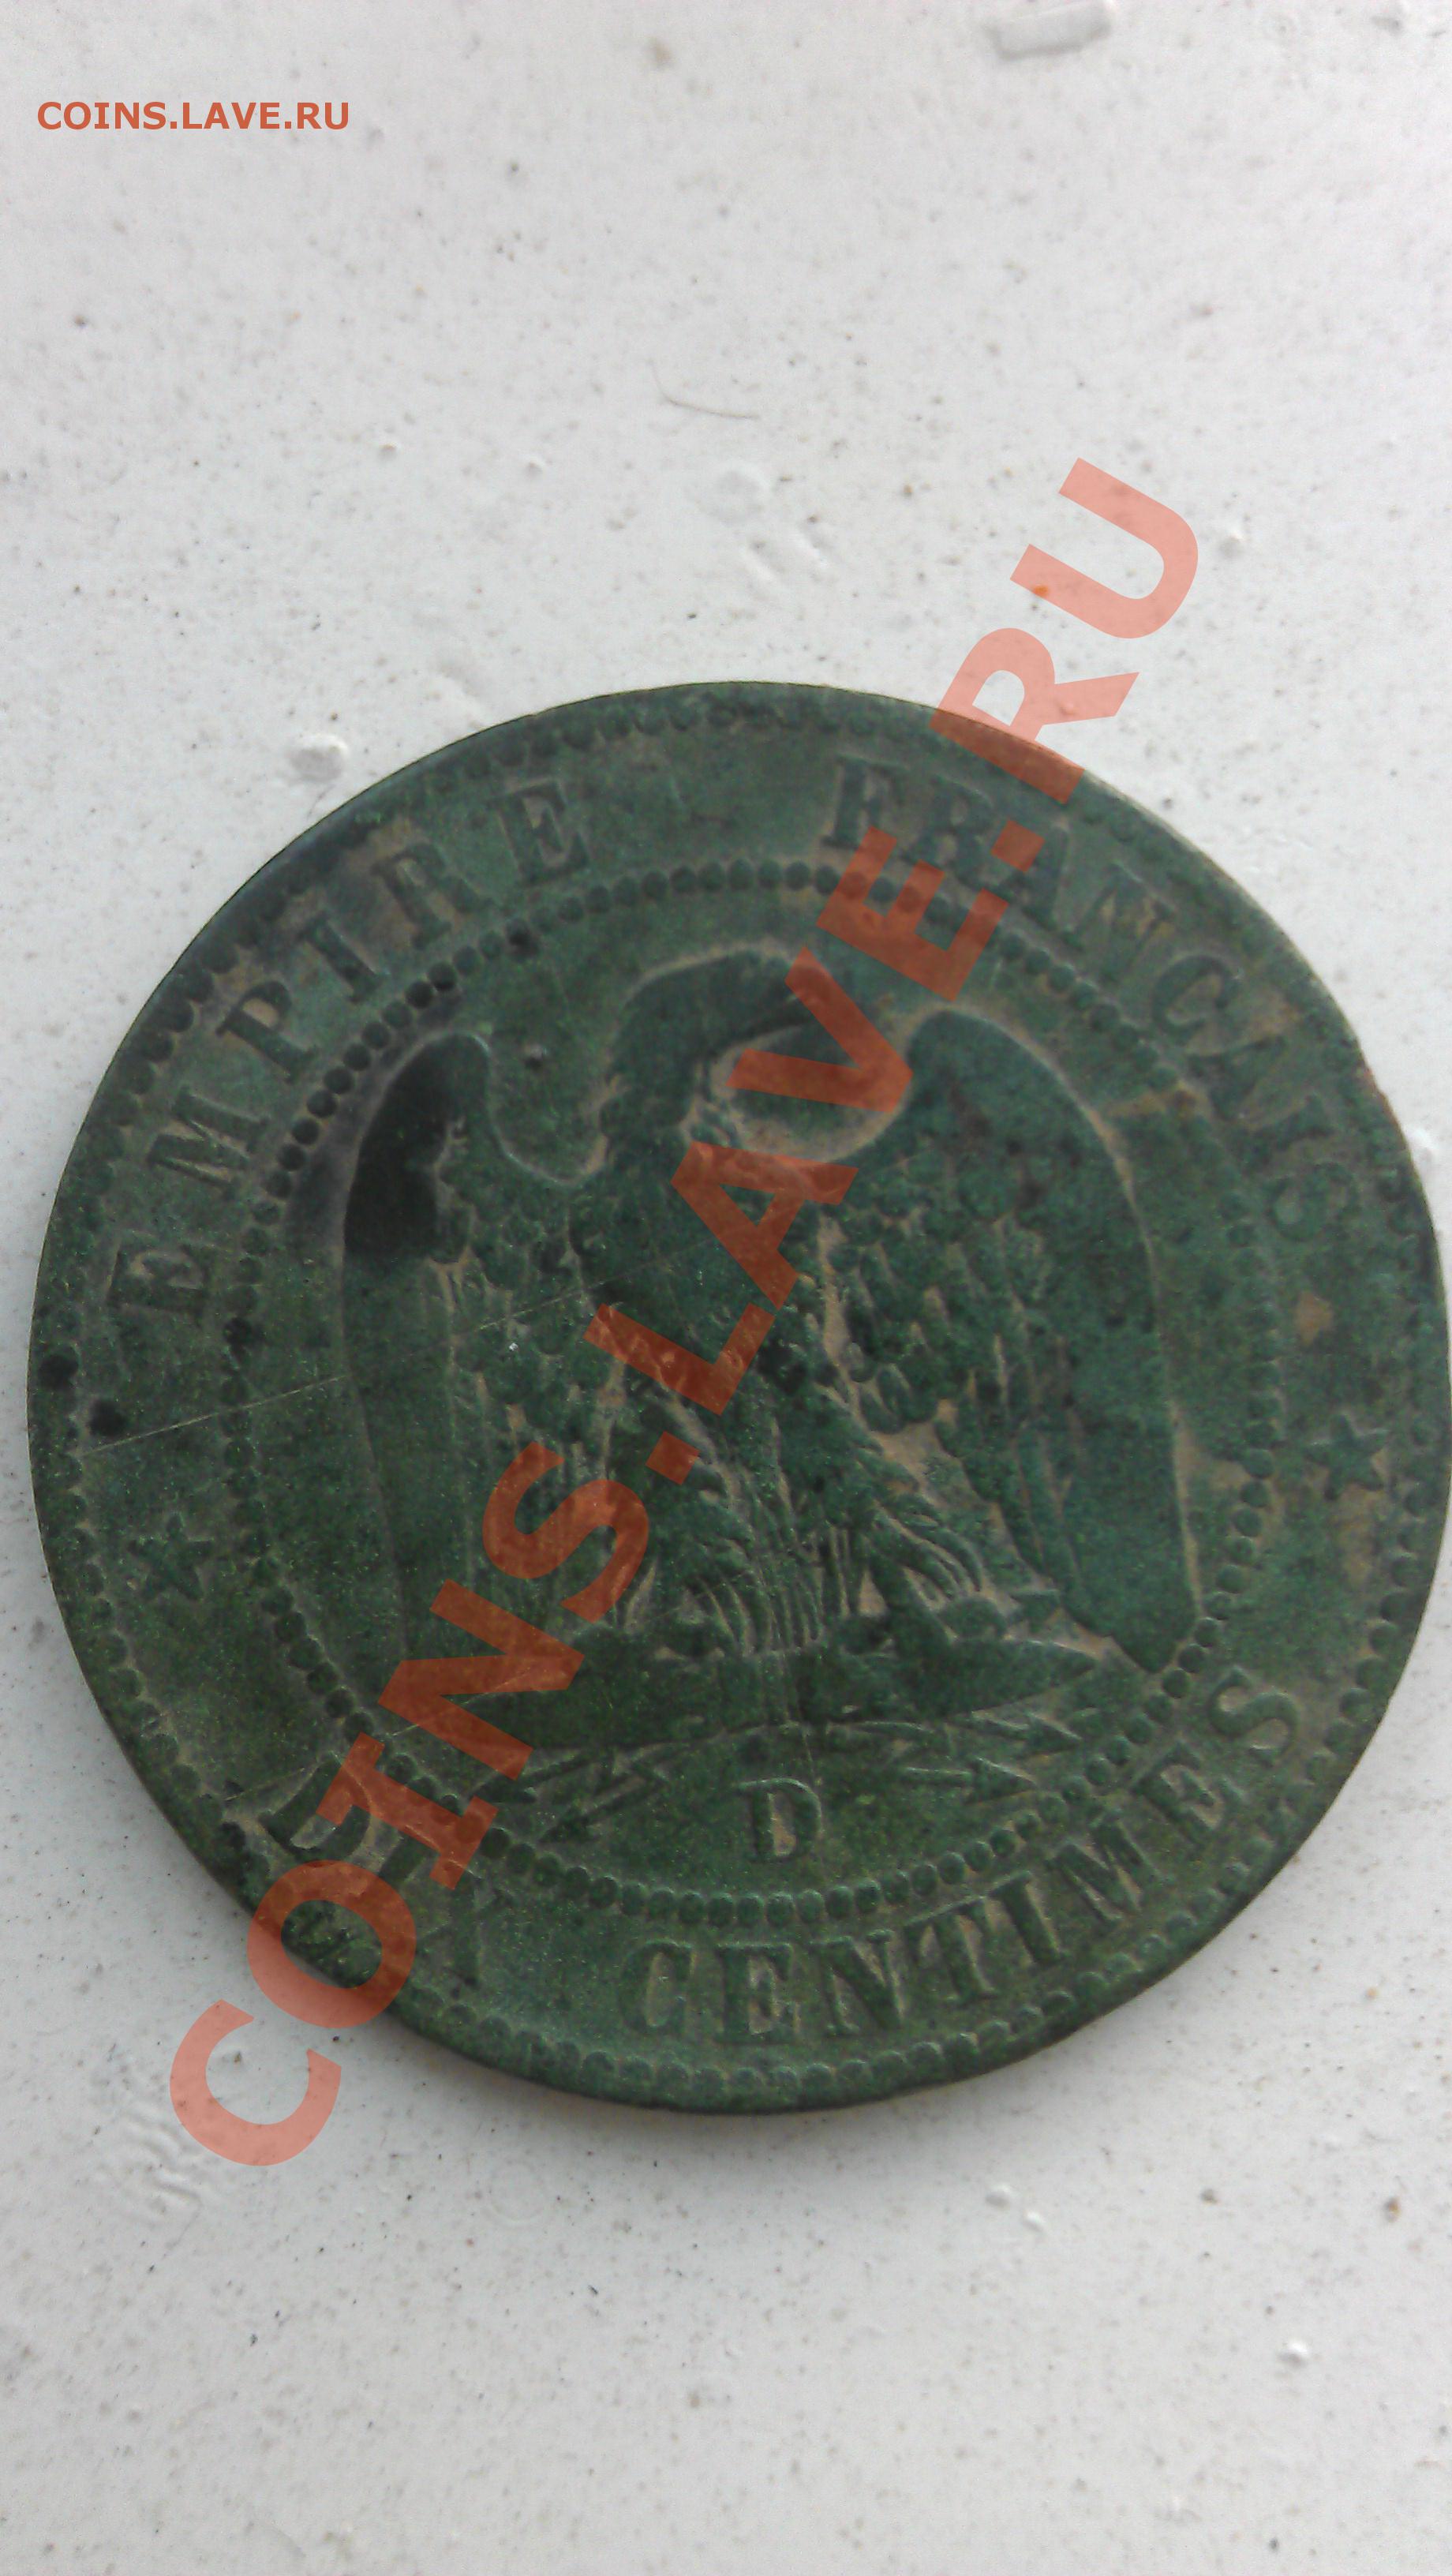 COINS.LAVE.RU
EMPIRE FRANCAIS
D
CENTIMES
COINS.LAVE.RU